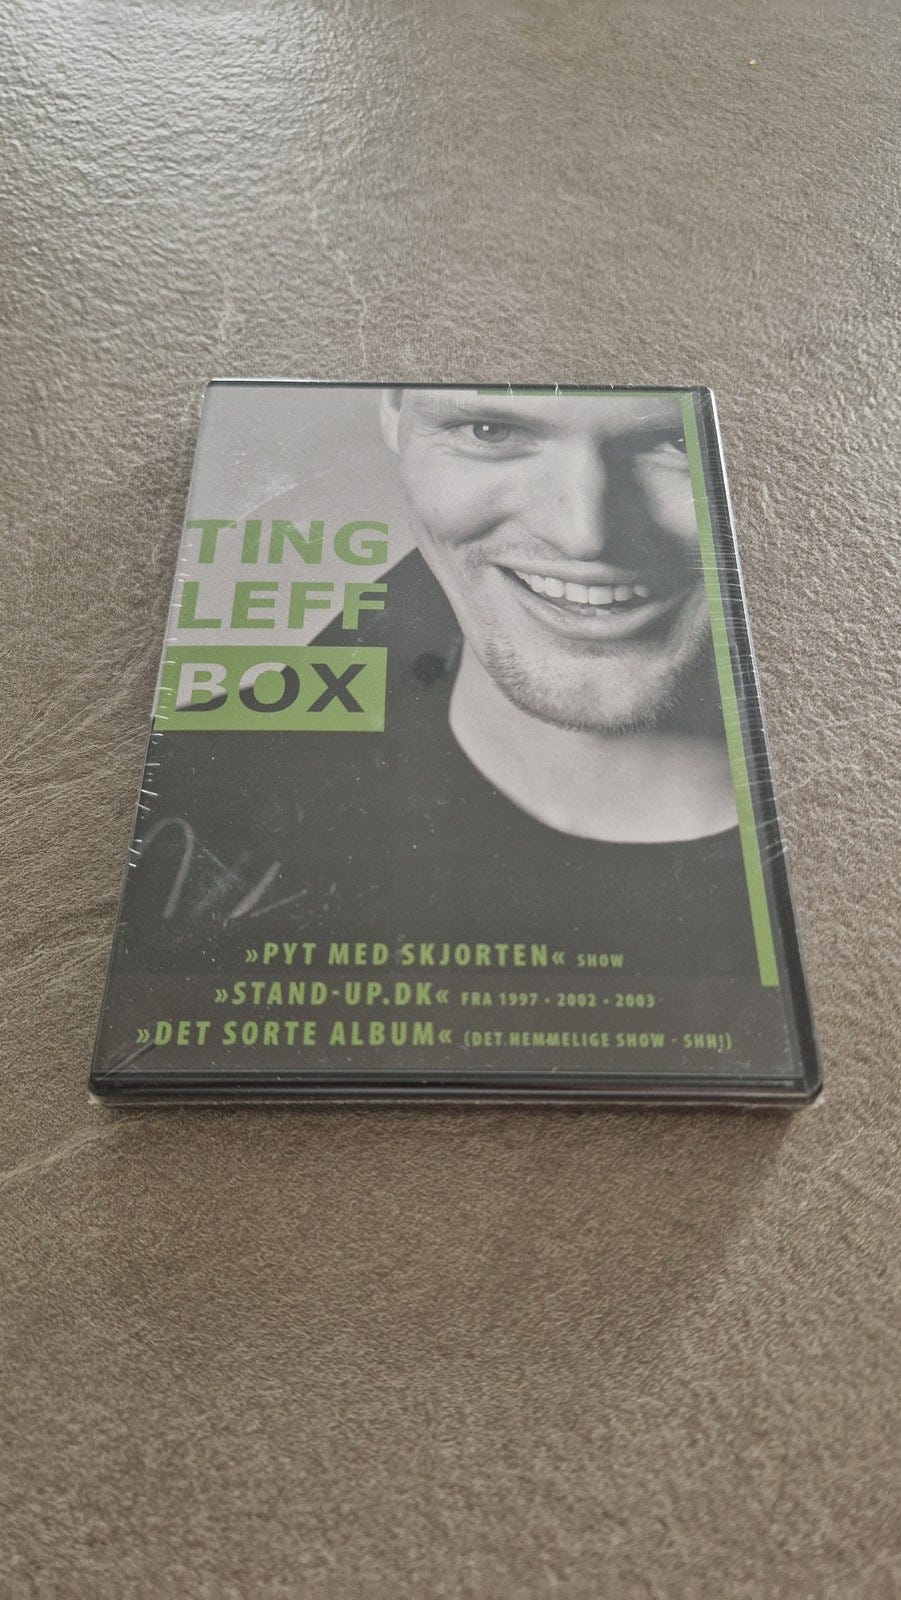 TING
LEFF
BOX
»PYT MED SKJORTEN« SHOW
»STAND-UP.DK« FRA 1997 · 2002 · 2003
»DET SORTE ALBUM« (DET HEMMELIGE SHOW - SHH!)